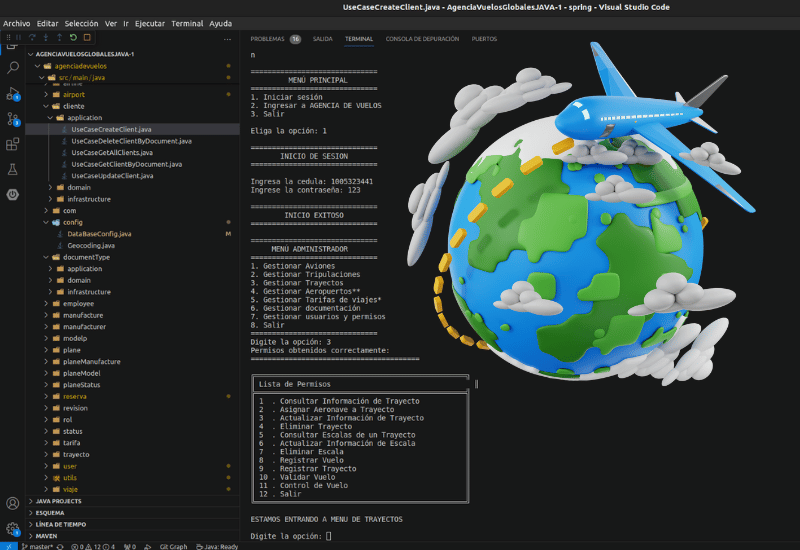 UseCaseCreateClient.java - AgenciaVuelosGlobalesJAVA-1 - spring - Visual Studio Code
Archivo Editar Selección Ver Ir Ejecutar Terminal Ayuda
AGENCIAVUELOSGLOBALESJAVA-1
agenciadevuelos
src/main/java
airport
cliente
application
UseCaseCreateClient.java
UseCaseDeleteClientByDocument.java
UseCaseGetAllClients.java
UseCaseGetClientByDocument.java
UseCaseUpdateClient.java
domain
infrastructure
com
config
DataBaseConfig.java M
Geocoding.java
documentType
application
domain
infrastructure
employee
manufacture
manufacturer
modelp
plane
planeManufacture
planeModel
planeStatus
reserva
revision
rol
status
tarifa
trayecto
user
utils
viaje
JAVA PROJECTS
ESQUEMA
LÍNEA DE TIEMPO
MAVEN
PROBLEMAS 16 SALIDA TERMINAL CONSOLA DE DEPURACIÓN PUERTOS
n
==============================
MENÚ PRINCIPAL
==============================
1. Iniciar sesión
2. Ingresar a AGENCIA DE VUELOS
3. Salir
Eliga la opción: 1
==============================
INICIO DE SESION
==============================
Ingresa la cedula: 1005323441
Ingrese la contraseña: 123
==============================
INICIO EXITOSO
==============================
==============================
MENÚ ADMINISTRADOR
==============================
1. Gestionar Aviones
2. Gestionar Tripulaciones
3. Gestionar Trayectos
4. Gestionar Aeropuertos**
5. Gestionar Tarifas de viajes*
6. Gestionar documentación
7. Gestionar usuarios y permisos
8. Salir
==============================
Digite la opción: 3
Permisos obtenidos correctamente:
========================================
Lista de Permisos
1 . Consultar Información de Trayecto
2 . Asignar Aeronave a Trayecto
3 . Actualizar Información de Trayecto
4 . Eliminar Trayecto
5 . Consultar Escalas de un Trayecto
6 . Actualizar Información de Escala
7 . Eliminar Escala
8 . Registrar Vuelo
9 . Registrar Trayecto
10 . Validar Vuelo
11 . Control de Vuelo
12 . Salir
ESTAMOS ENTRANDO A MENU DE TRAYECTOS
Digite la opción:
master* 0 12 4 0 Git Graph Java: Ready